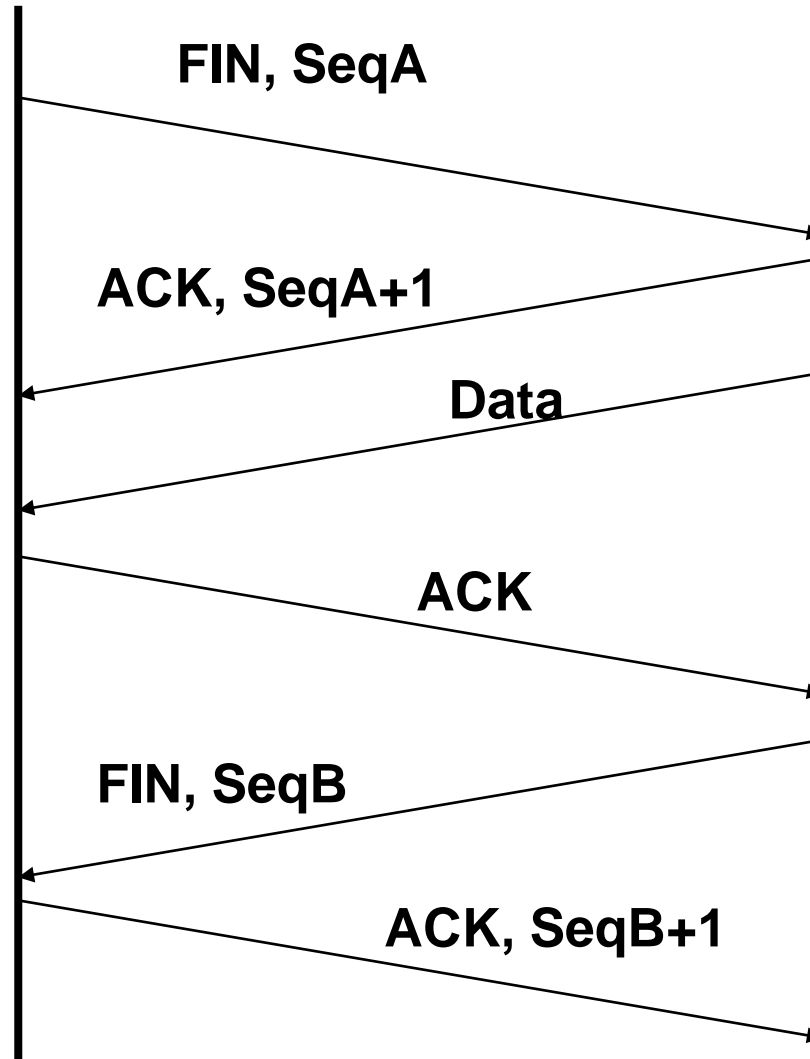 FIN, SeqA
ACK, SeqA+1
Data
ACK
FIN, SeqB
ACK, SeqB+1